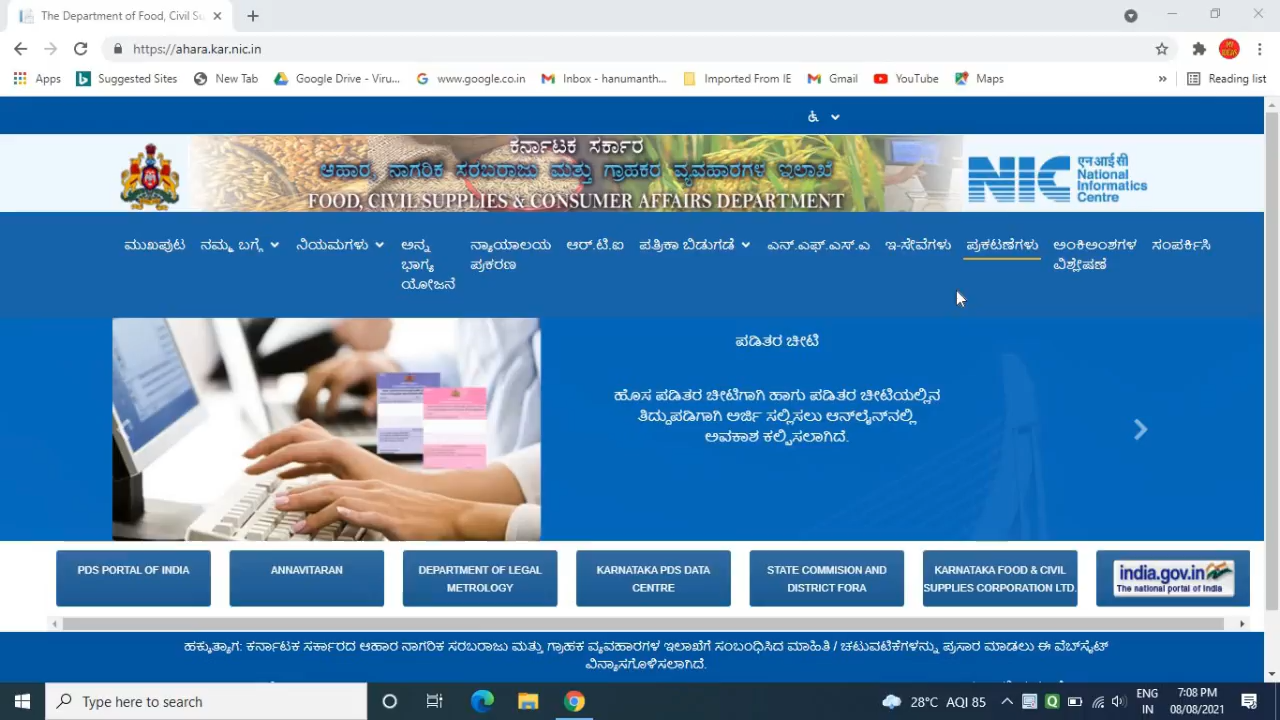 The Department of Food, Civil Su
https://ahara.kar.nic.in
Apps Suggested Sites New Tab Google Drive - Viru... www.google.co.in Inbox - hanumanth... Imported From IE Gmail YouTube Maps » Reading list
ಕರ್ನಾಟಕ ಸರ್ಕಾರ
ಆಹಾರ, ನಾಗರಿಕ ಸರಬರಾಜು ಮತ್ತು ಗ್ರಾಹಕರ ವ್ಯವಹಾರಗಳ ಇಲಾಖೆ
FOOD, CIVIL SUPPLIES & CONSUMER AFFAIRS DEPARTMENT
NIC
एन आई सी
National
Informatics
Centre
ಮುಖಪುಟ ನಮ್ಮ ಬಗ್ಗೆ ನಿಯಮಗಳು ಅನ್ನ ನ್ಯಾಯಾಲಯ ಆರ್.ಟಿ.ಐ ಪತ್ರಿಕಾ ಬಿಡುಗಡೆ ಎನ್.ಎಫ್.ಎಸ್.ಎ ಇ-ಸೇವೆಗಳು ಪ್ರಕಟಣೆಗಳು ಅಂಕಿಅಂಶಗಳ ಸಂಪರ್ಕಿಸಿ
ಭಾಗ್ಯ ಪ್ರಕರಣ ವಿಶ್ಲೇಷಣೆ
ಯೋಜನೆ
ಪಡಿತರ ಚೀಟಿ
ಹೊಸ ಪಡಿತರ ಚೀಟಿಗಾಗಿ ಹಾಗು ಪಡಿತರ ಚೀಟಿಯಲ್ಲಿನ
ತಿದ್ದುಪಡಿಗಾಗಿ ಅರ್ಜಿ ಸಲ್ಲಿಸಲು ಆನ್‌ಲೈನ್‌ನಲ್ಲಿ
ಅವಕಾಶ ಕಲ್ಪಿಸಲಾಗಿದೆ.
PDS PORTAL OF INDIA ANNAVITARAN DEPARTMENT OF LEGAL KARNATAKA PDS DATA STATE COMMISION AND KARNATAKA FOOD & CIVIL india.gov.in
METROLOGY CENTRE DISTRICT FORA SUPPLIES CORPORATION LTD. The national portal of India
ಹಕ್ಕುತ್ಯಾಗ: ಕರ್ನಾಟಕ ಸರ್ಕಾರದ ಆಹಾರ ನಾಗರಿಕ ಸರಬರಾಜು ಮತ್ತು ಗ್ರಾಹಕ ವ್ಯವಹಾರಗಳ ಇಲಾಖೆಗೆ ಸಂಬಂಧಿಸಿದ ಮಾಹಿತಿ / ಚಟುವಟಿಕೆಗಳನ್ನು ಪ್ರಸಾರ ಮಾಡಲು ಈ ವೆಬ್‌ಸೈಟ್
ವಿನ್ಯಾಸಗೊಳಿಸಲಾಗಿದೆ.
Type here to search 28°C AQI 85 ENG 7:08 PM
IN 08/08/2021